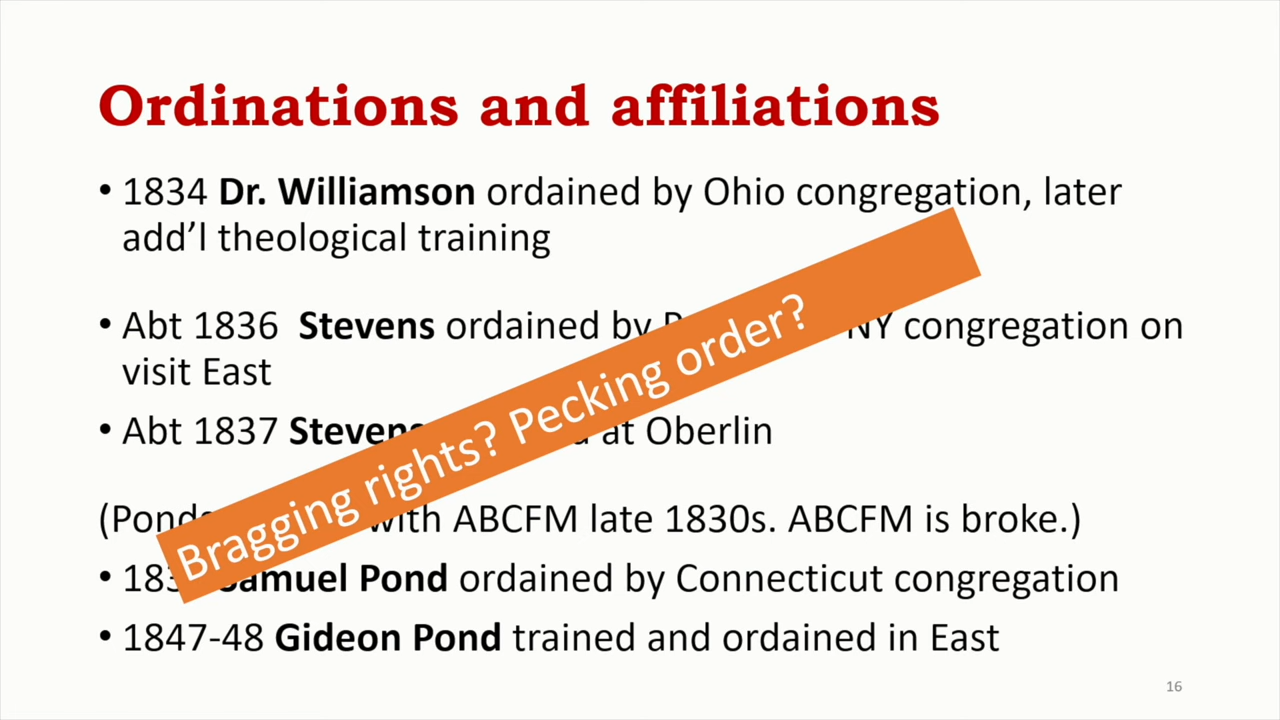 Ordinations and affiliations
• 1834 Dr. Williamson ordained by Ohio congregation, later
add’l theological training
• Abt 1836 Stevens ordained by NY congregation on
visit East
• Abt 1837 Stevens at Oberlin
(Ponds with ABCFM late 1830s. ABCFM is broke.)
• Samuel Pond ordained by Connecticut congregation
• 1847-48 Gideon Pond trained and ordained in East
Bragging rights? Pecking order?
16